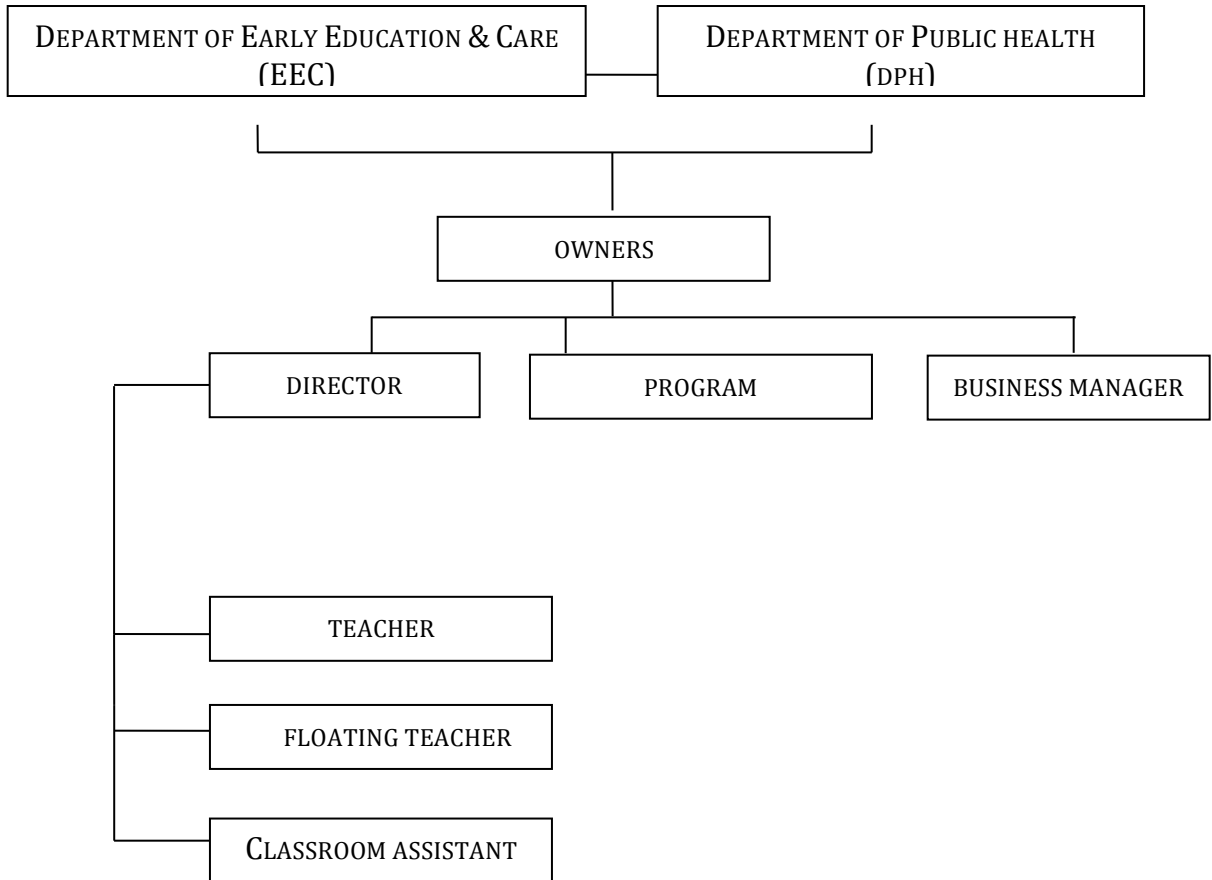 DEPARTMENT OF EARLY EDUCATION & CARE
(EEC)
DEPARTMENT OF PUBLIC HEALTH
(DPH)
OWNERS
DIRECTOR
PROGRAM
BUSINESS MANAGER
TEACHER
FLOATING TEACHER
CLASSROOM ASSISTANT